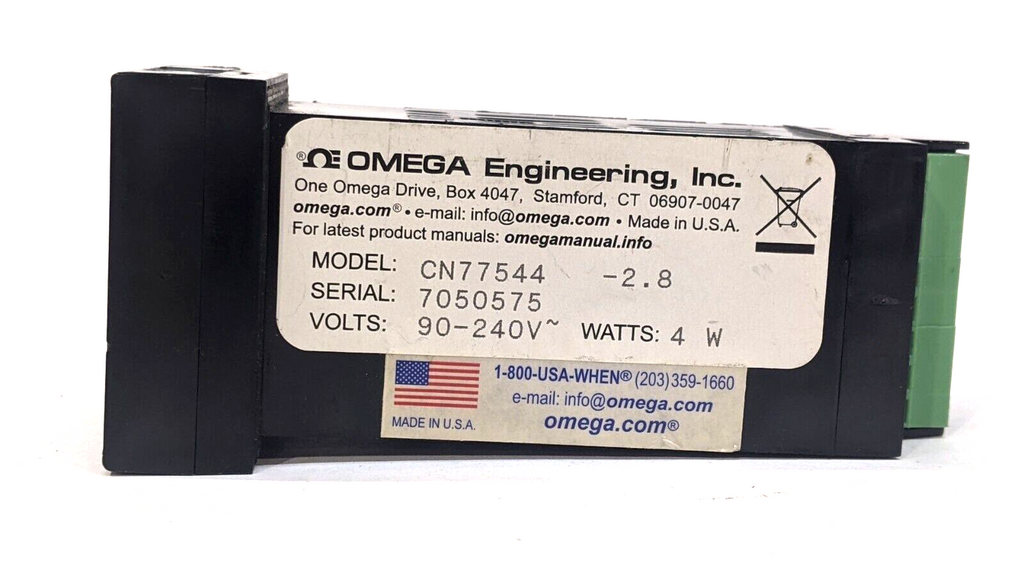 ®ΩE OMEGA Engineering, Inc.
One Omega Drive, Box 4047, Stamford, CT 06907-0047
omega.com® • e-mail: info@omega.com • Made in U.S.A.
For latest product manuals: omegamanual.info
MODEL: CN77544 -2.8
SERIAL: 7050575
VOLTS: 90-240V~ WATTS: 4 W
1-800-USA-WHEN® (203) 359-1660
e-mail: info@omega.com
MADE IN U.S.A. omega.com®